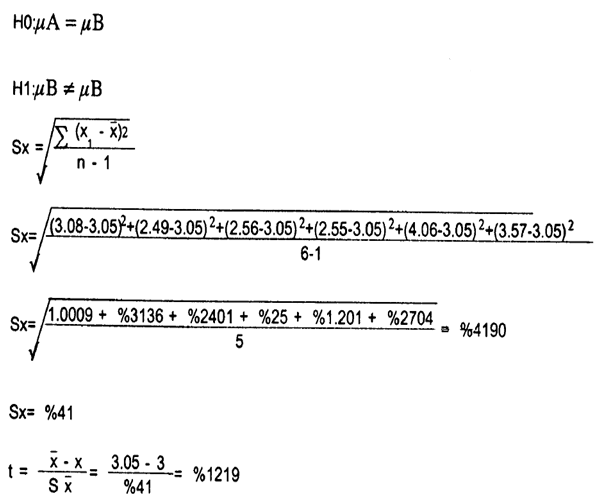 H0:μA = μB
H1:μB ≠ μB
Sx = √ ∑ (x₁ - x̄)2 / n - 1
Sx= √ (3.08-3.05)²+(2.49-3.05)²+(2.56-3.05)²+(2.55-3.05)²+(4.06-3.05)²+(3.57-3.05)² / 6-1
Sx= √ 1.0009 + %3136 + %2401 + %25 + %1.201 + %2704 / 5 = %4190
Sx= %41
t = x̄ - x / S x̄ = 3.05 - 3 / %41 = %1219